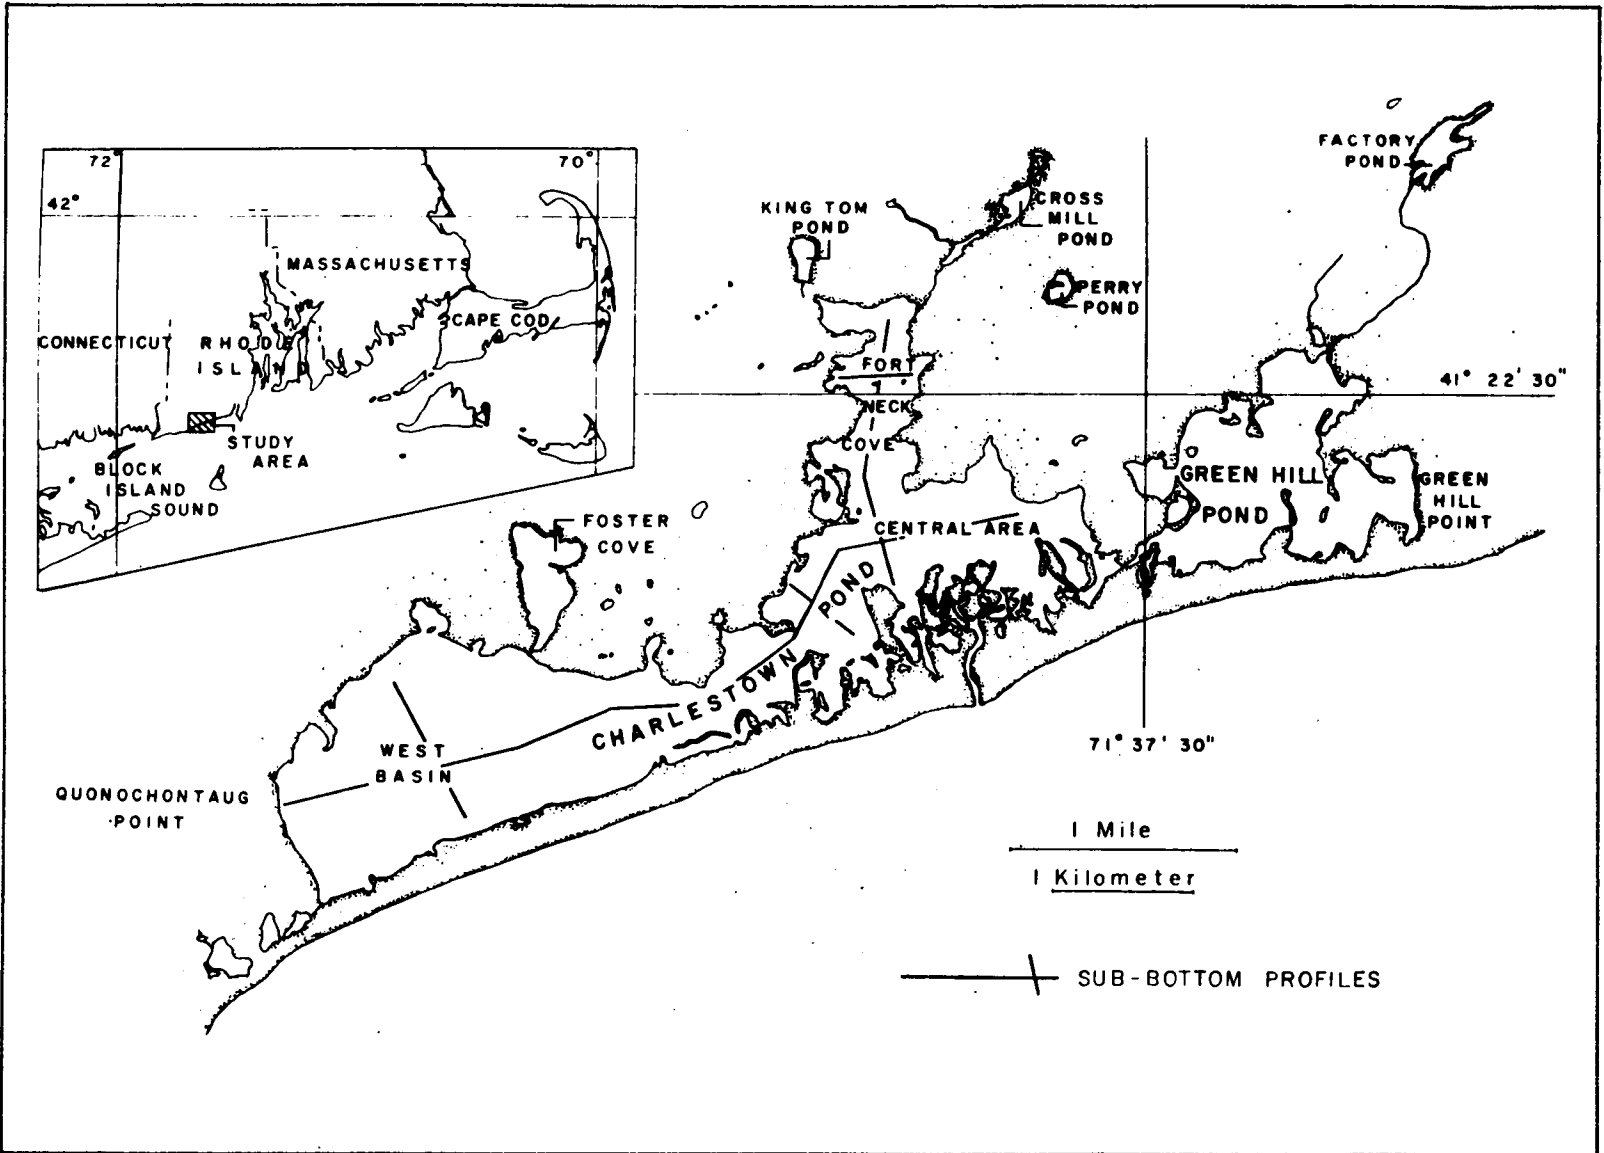 72°
70°
42°
MASSACHUSETTS
CAPE COD
CONNECTICUT
RHODE
ISLAND
STUDY
AREA
BLOCK
ISLAND
SOUND
KING TOM
POND
CROSS
MILL
POND
PERRY
POND
FACTORY
POND
41° 22' 30"
FORT
NECK
COVE
GREEN HILL
POND
GREEN
HILL
POINT
FOSTER
COVE
CENTRAL AREA
CHARLESTOWN POND
WEST
BASIN
QUONOCHONTAUG
POINT
71° 37' 30"
1 Mile
1 Kilometer
SUB-BOTTOM PROFILES